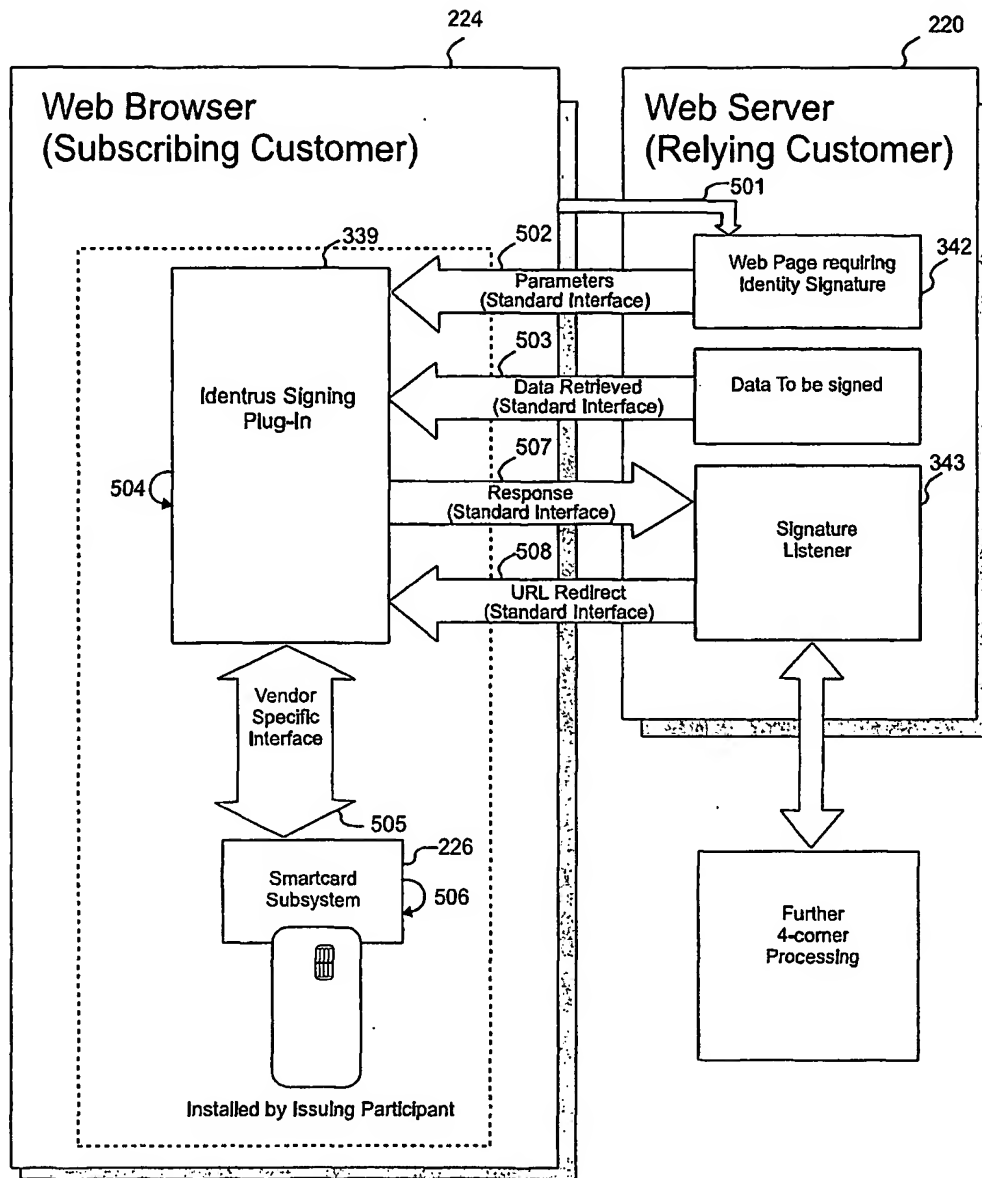 224
220
Web Browser
(Subscribing Customer)
Web Server
(Relying Customer)
501
339
502
342
Web Page requiring
Identity Signature
Parameters
(Standard Interface)
503
Identrus Signing
Plug-In
Data Retrieved
(Standard Interface)
Data To be signed
507
343
504
Response
(Standard Interface)
Signature
Listener
508
URL Redirect
(Standard Interface)
Vendor
Specific
Interface
505
226
Smartcard
Subsystem
506
Further
4-corner
Processing
Installed by Issuing Participant